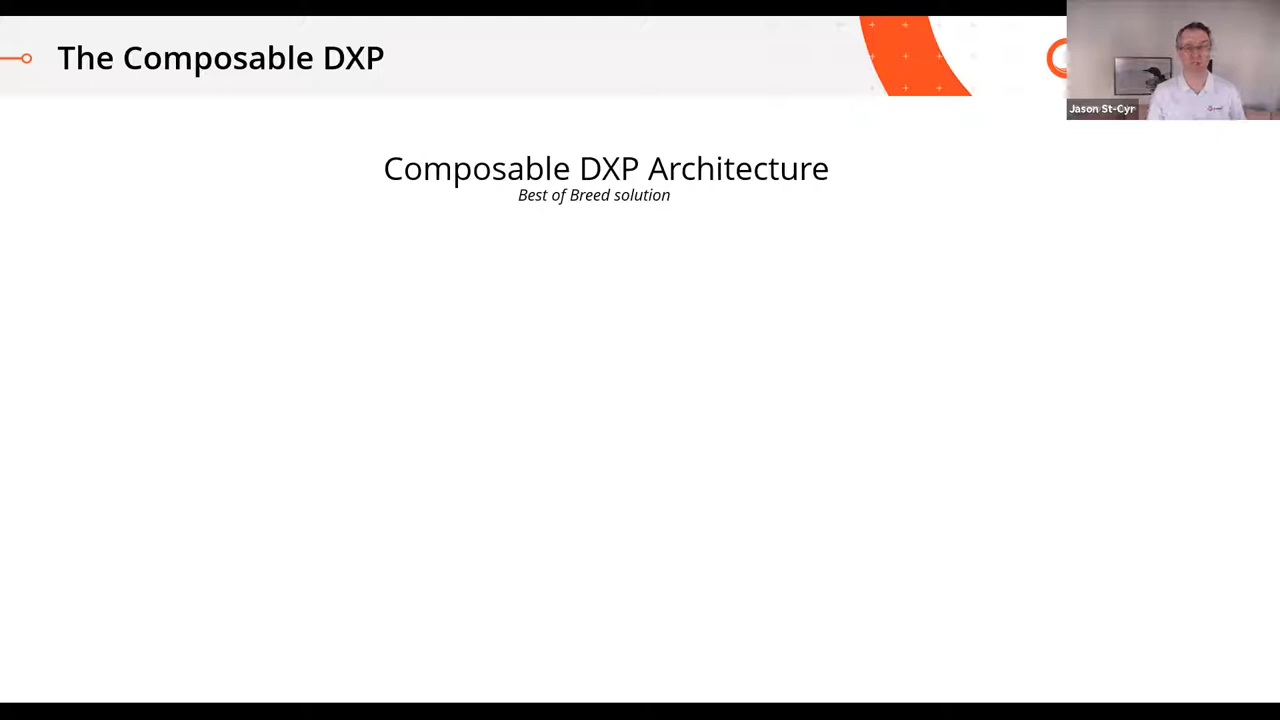 The Composable DXP
Jason St-Cyr
Composable DXP Architecture
Best of Breed solution